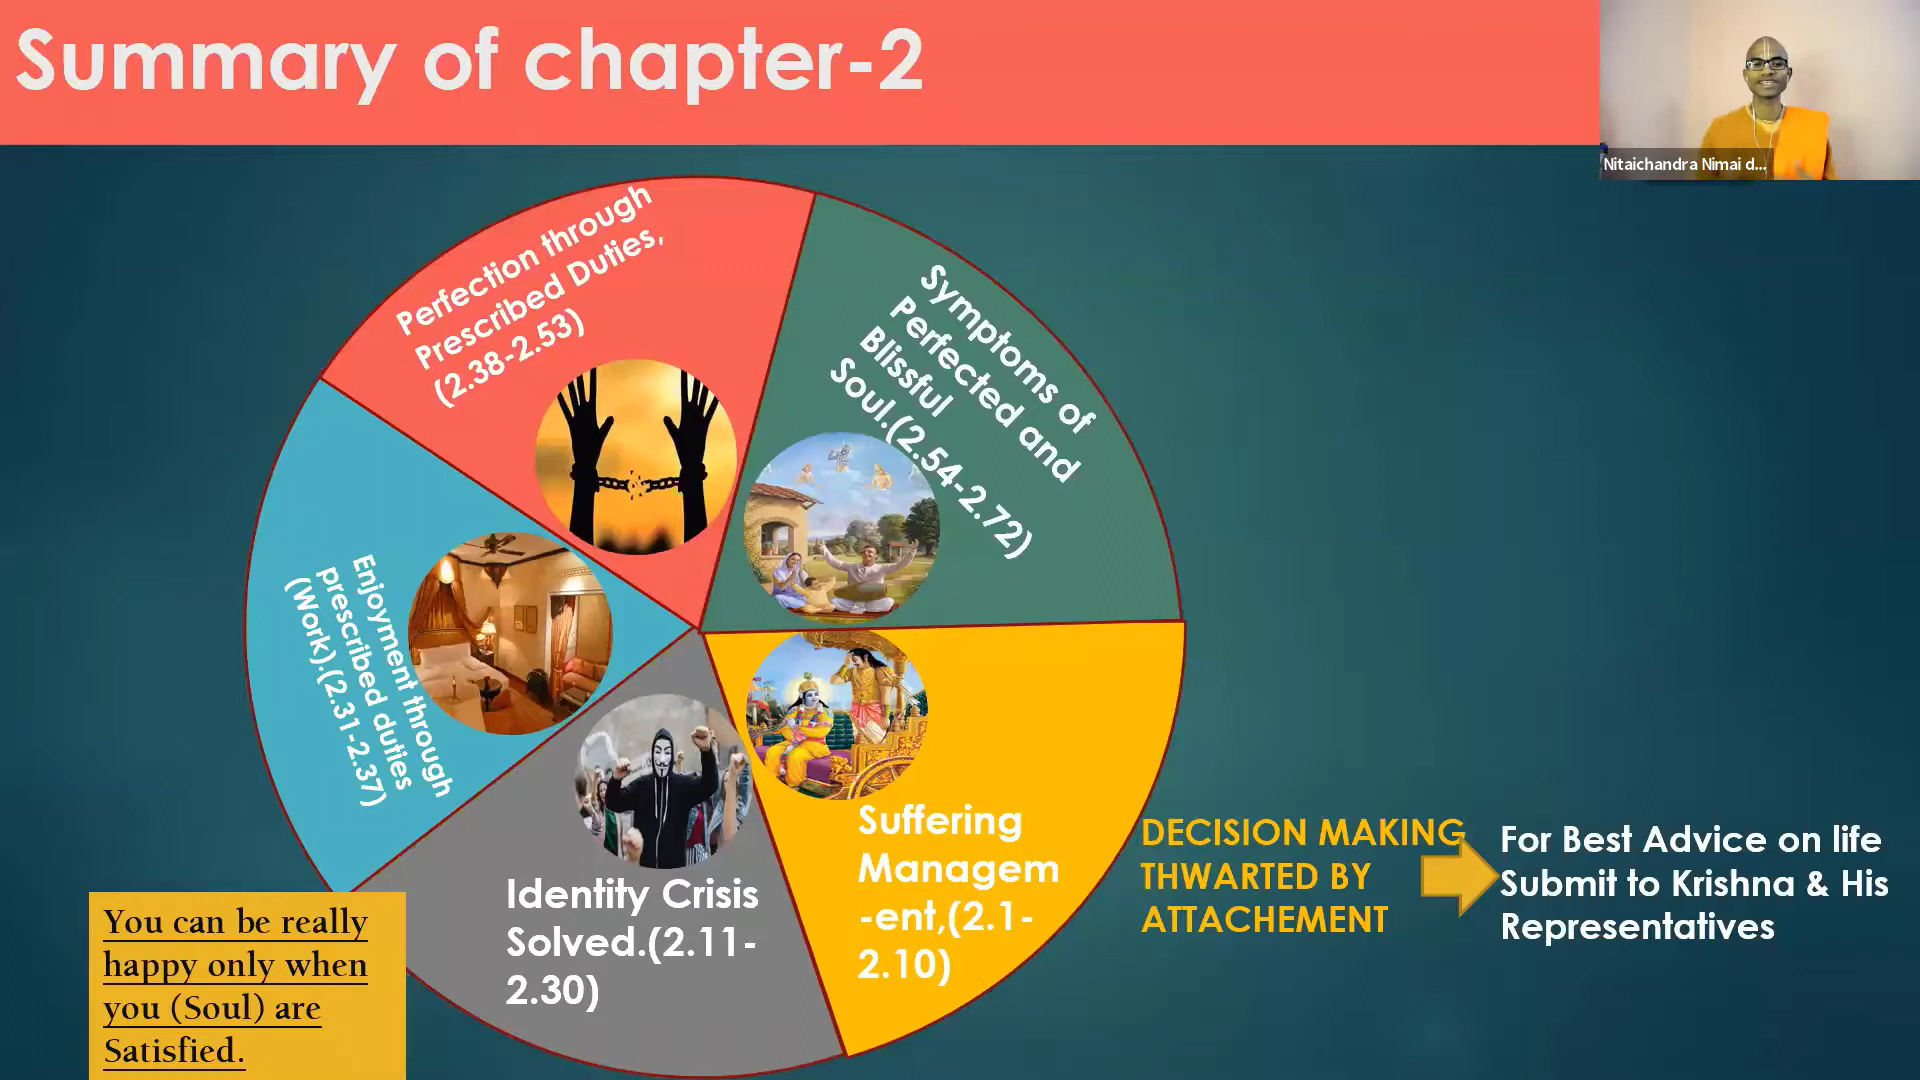 Summary of chapter-2
Nitaichandra Nimai d...
Perfection through
Prescribed Duties,
(2.38-2.53)
Symptoms of
Perfected and
Blissful
Soul.(2.54-2.72)
Enjoyment through
prescribed duties
(Work).(2.31-2.37)
Identity Crisis
Solved.(2.11-
2.30)
Suffering
Managem
-ent,(2.1-
2.10)
DECISION MAKING
THWARTED BY
ATTACHEMENT
For Best Advice on life
Submit to Krishna & His
Representatives
You can be really
happy only when
you (Soul) are
Satisfied.